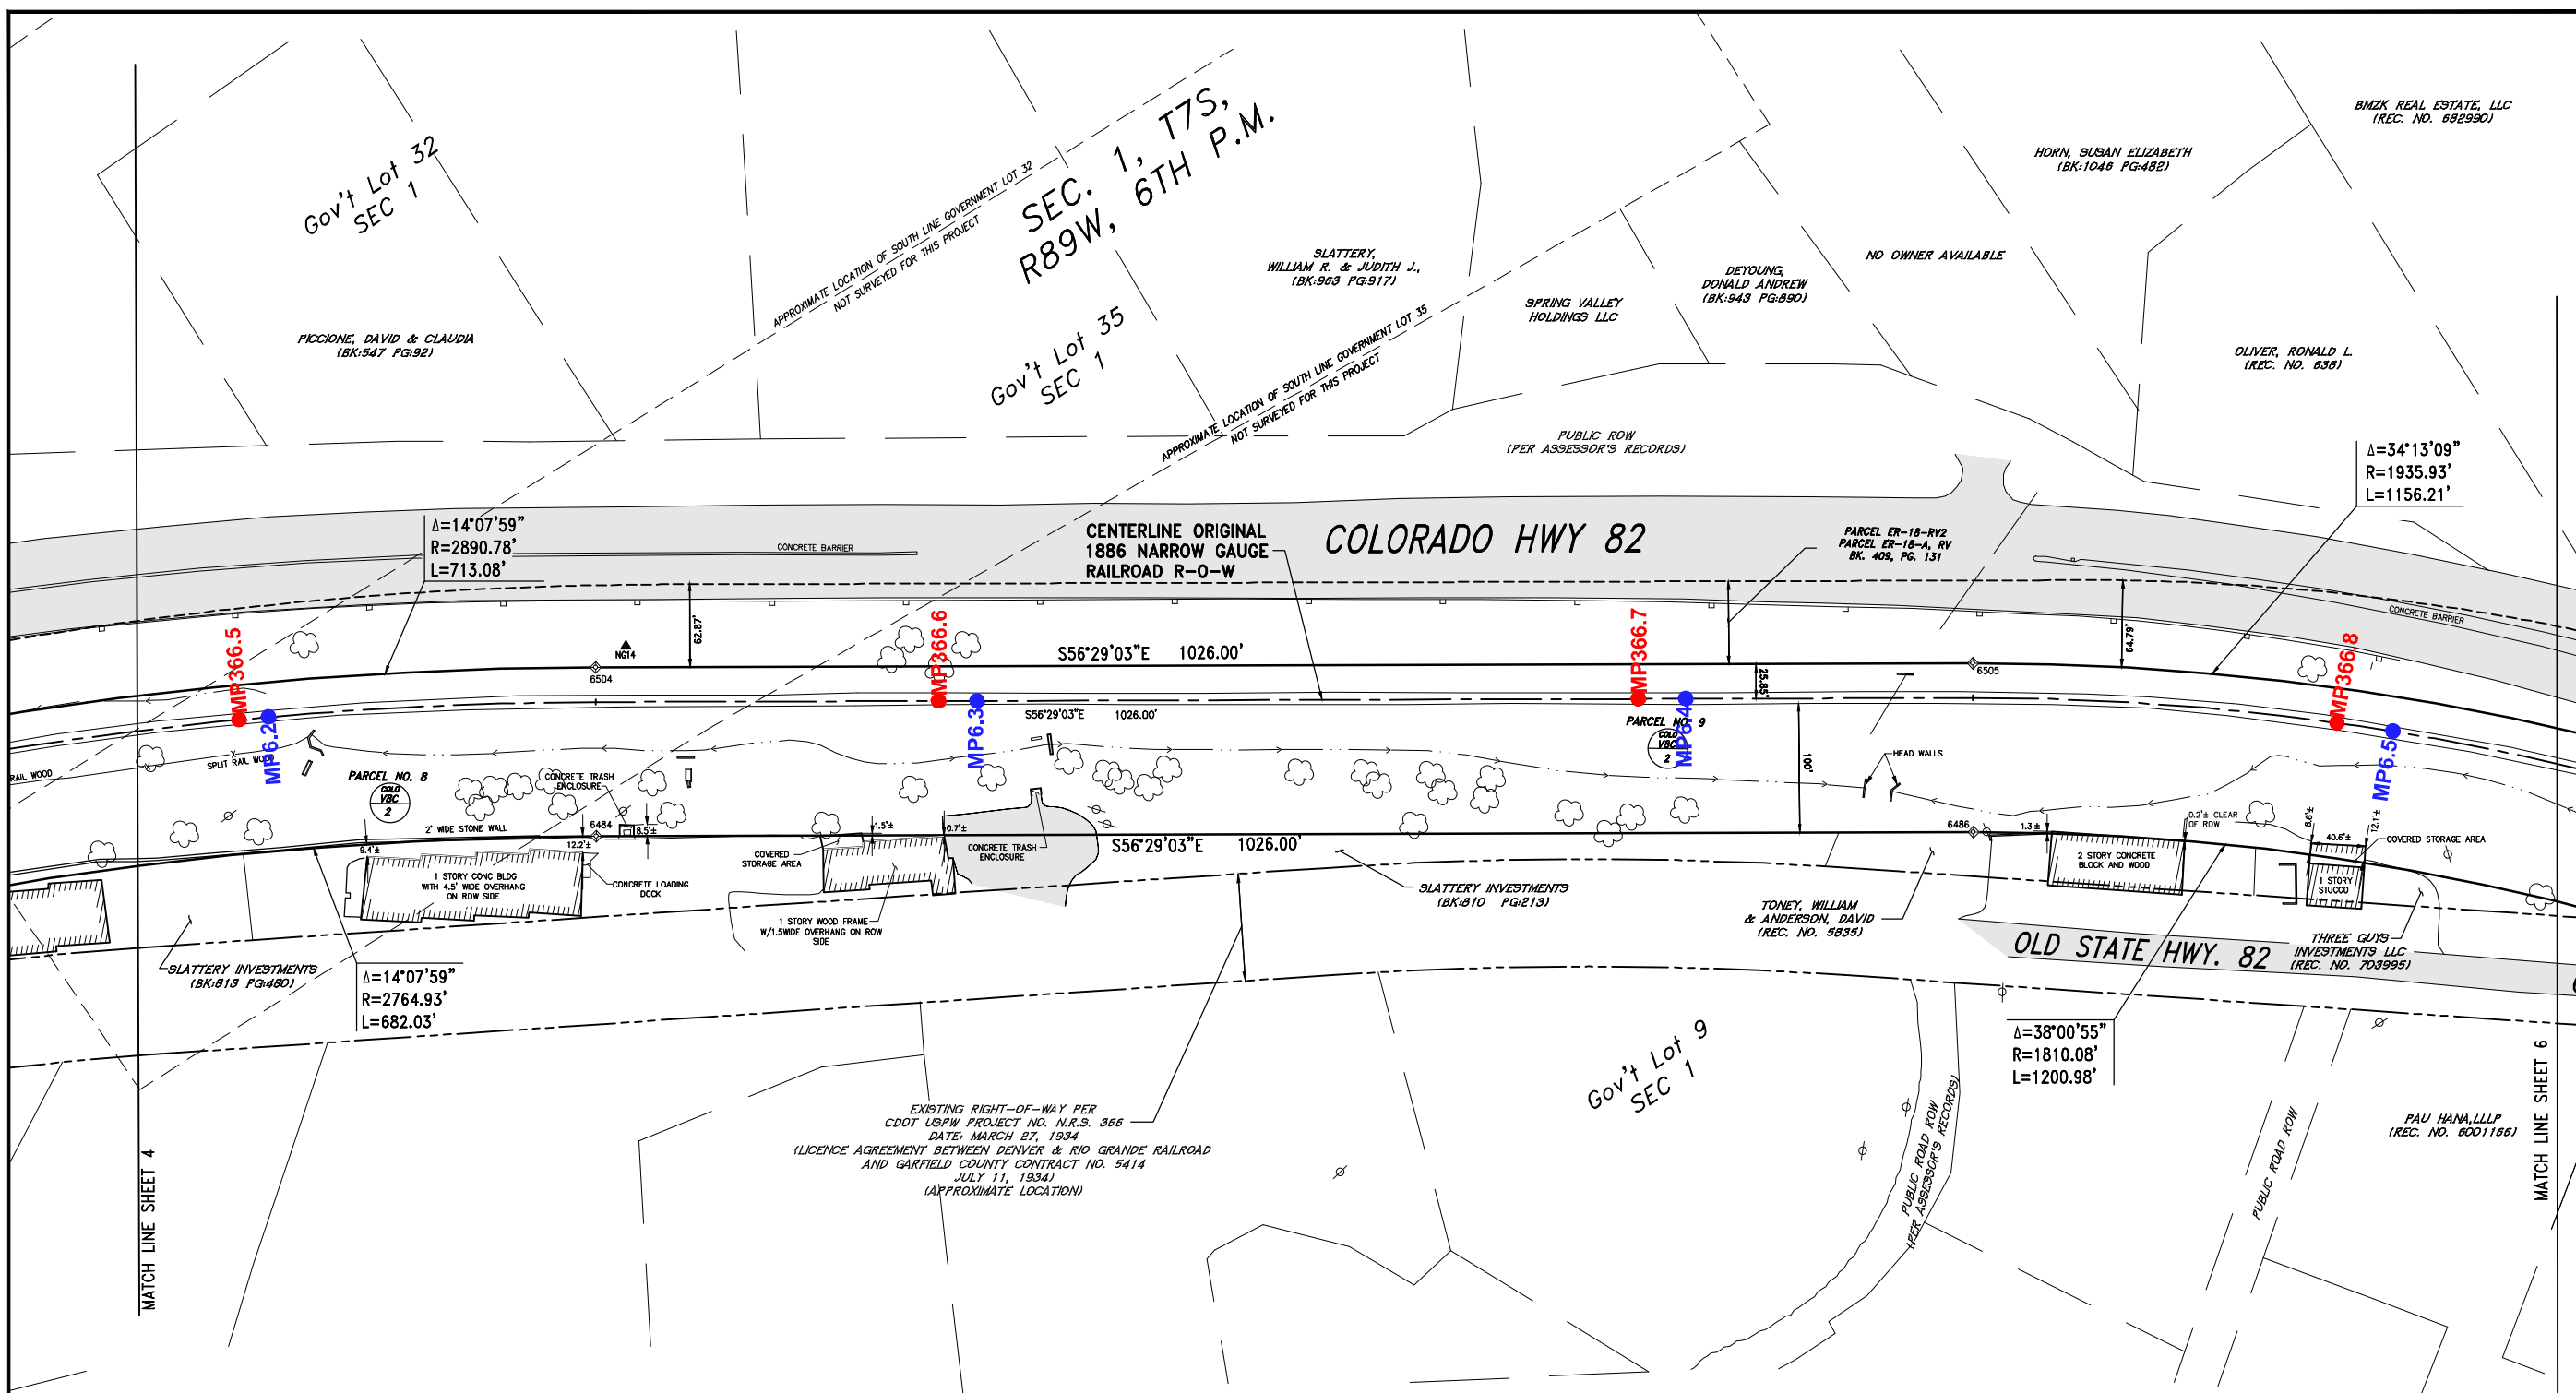 BMZK REAL ESTATE, LLC
(REC. NO. 682990)
HORN, SUSAN ELIZABETH
(BK:1046 PG:482)
Gov't Lot 32
SEC 1
SEC. 1, T7S,
R89W, 6TH P.M.
APPROXIMATE LOCATION OF SOUTH LINE GOVERNMENT LOT 32
NOT SURVEYED FOR THIS PROJECT
SLATTERY,
WILLIAM R. & JUDITH J.,
(BK:963 PG:917)
DEYOUNG,
DONALD ANDREW
(BK:943 PG:890)
NO OWNER AVAILABLE
SPRING VALLEY
HOLDINGS LLC
PICCIONE, DAVID & CLAUDIA
(BK:547 PG:92)
Gov't Lot 35
SEC 1
APPROXIMATE LOCATION OF SOUTH LINE GOVERNMENT LOT 35
NOT SURVEYED FOR THIS PROJECT
OLIVER, RONALD L.
(REC. NO. 638)
PUBLIC ROW
(PER ASSESSOR'S RECORDS)
Δ=34°13'09"
R=1935.93'
L=1156.21'
Δ=14°07'59"
R=2890.78'
L=713.08'
CONCRETE BARRIER
CENTERLINE ORIGINAL
1886 NARROW GAUGE
RAILROAD R-O-W
COLORADO HWY 82
PARCEL ER-18-RV2
PARCEL ER-18-A, RV
BK. 409, PG. 131
CONCRETE BARRIER
MP366.5
NG14
6504
62.87'
MP366.6
S56°29'03"E 1026.00'
MP366.7
25.85'
6505
64.79'
MP366.8
MP6.2
MP6.3
S56°29'03"E 1026.00'
PARCEL NO. 9
COLO
VBC
2
MP6.4
100'
HEAD WALLS
MP6.5
RAIL WOOD
SPLIT RAIL WOOD
PARCEL NO. 8
COLO
VBC
2
CONCRETE TRASH
ENCLOSURE
2' WIDE STONE WALL
6484
8.5'±
9.4'±
12.2'±
1 STORY CONC BLDG
WITH 4.5' WIDE OVERHANG
ON ROW SIDE
CONCRETE LOADING
DOCK
COVERED
STORAGE AREA
1.5'±
0.7'±
CONCRETE TRASH
ENCLOSURE
S56°29'03"E 1026.00'
1 STORY WOOD FRAME
W/1.5WIDE OVERHANG ON ROW
SIDE
SLATTERY INVESTMENTS
(BK:810 PG:213)
6486
1.3'±
0.2'± CLEAR
OF ROW
2 STORY CONCRETE
BLOCK AND WOOD
8.6'±
40.6'±
12.1'±
COVERED STORAGE AREA
1 STORY
STUCCO
TONEY, WILLIAM
& ANDERSON, DAVID
(REC. NO. 5835)
OLD STATE HWY. 82
THREE GUYS
INVESTMENTS LLC
(REC. NO. 703995)
SLATTERY INVESTMENTS
(BK:813 PG:480)
Δ=14°07'59"
R=2764.93'
L=682.03'
Δ=38°00'55"
R=1810.08'
L=1200.98'
Gov't Lot 9
SEC 1
EXISTING RIGHT-OF-WAY PER
CDOT USPW PROJECT NO. N.R.S. 366
DATE: MARCH 27, 1934
(LICENCE AGREEMENT BETWEEN DENVER & RIO GRANDE RAILROAD
AND GARFIELD COUNTY CONTRACT NO. 5414
JULY 11, 1934)
(APPROXIMATE LOCATION)
PUBLIC ROAD ROW
(PER ASSESSOR'S RECORDS)
PUBLIC ROAD ROW
PAU HANA,LLLP
(REC. NO. 6001166)
MATCH LINE SHEET 4
MATCH LINE SHEET 6